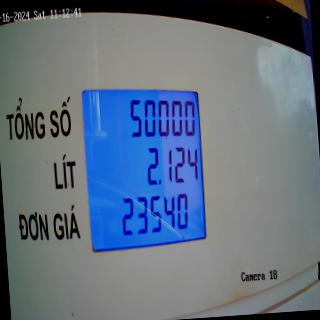 -16-2024 Sat 11:12:41
TỔNG SỐ 50000
LÍT 2.124
ĐƠN GIÁ 23540
Camera 18